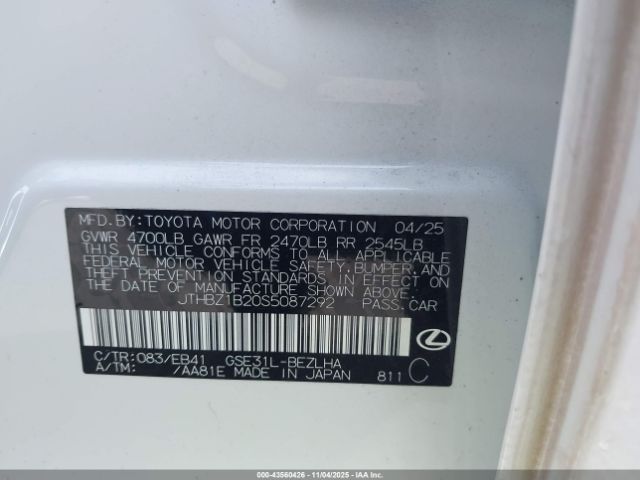 MFD.BY:TOYOTA MOTOR CORPORATION 04/25
GVWR 4700LB GAWR FR 2470LB RR 2545LB
THIS VEHICLE CONFORMS TO ALL APPLICABLE
FEDERAL MOTOR VEHICLE SAFETY, BUMPER, AND
THEFT PREVENTION STANDARDS IN EFFECT ON
THE DATE OF MANUFACTURE SHOWN ABOVE.
JTHBZ1B20S5087292 PASS.CAR
C/TR:083/EB41 GSE31L-BEZLHA
A/TM: /AA81E MADE IN JAPAN 811 C
00-43560426 - 11/04/2025 - COPYRIGHT IAA